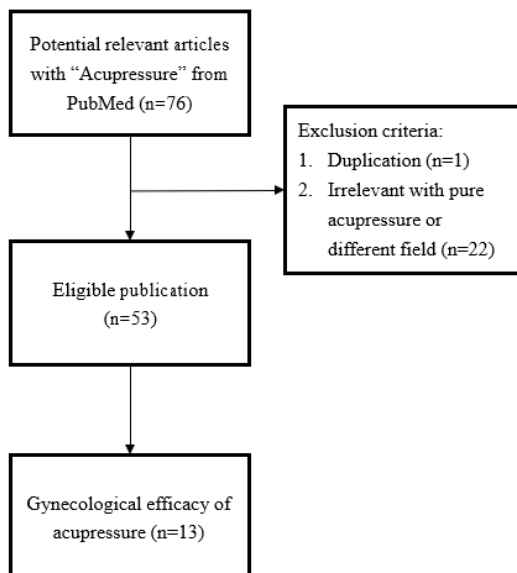 Potential relevant articles
with “Acupressure” from
PubMed (n=76)
Exclusion criteria:
1. Duplication (n=1)
2. Irrelevant with pure
acupressure or
different field (n=22)
Eligible publication
(n=53)
Gynecological efficacy of
acupressure (n=13)